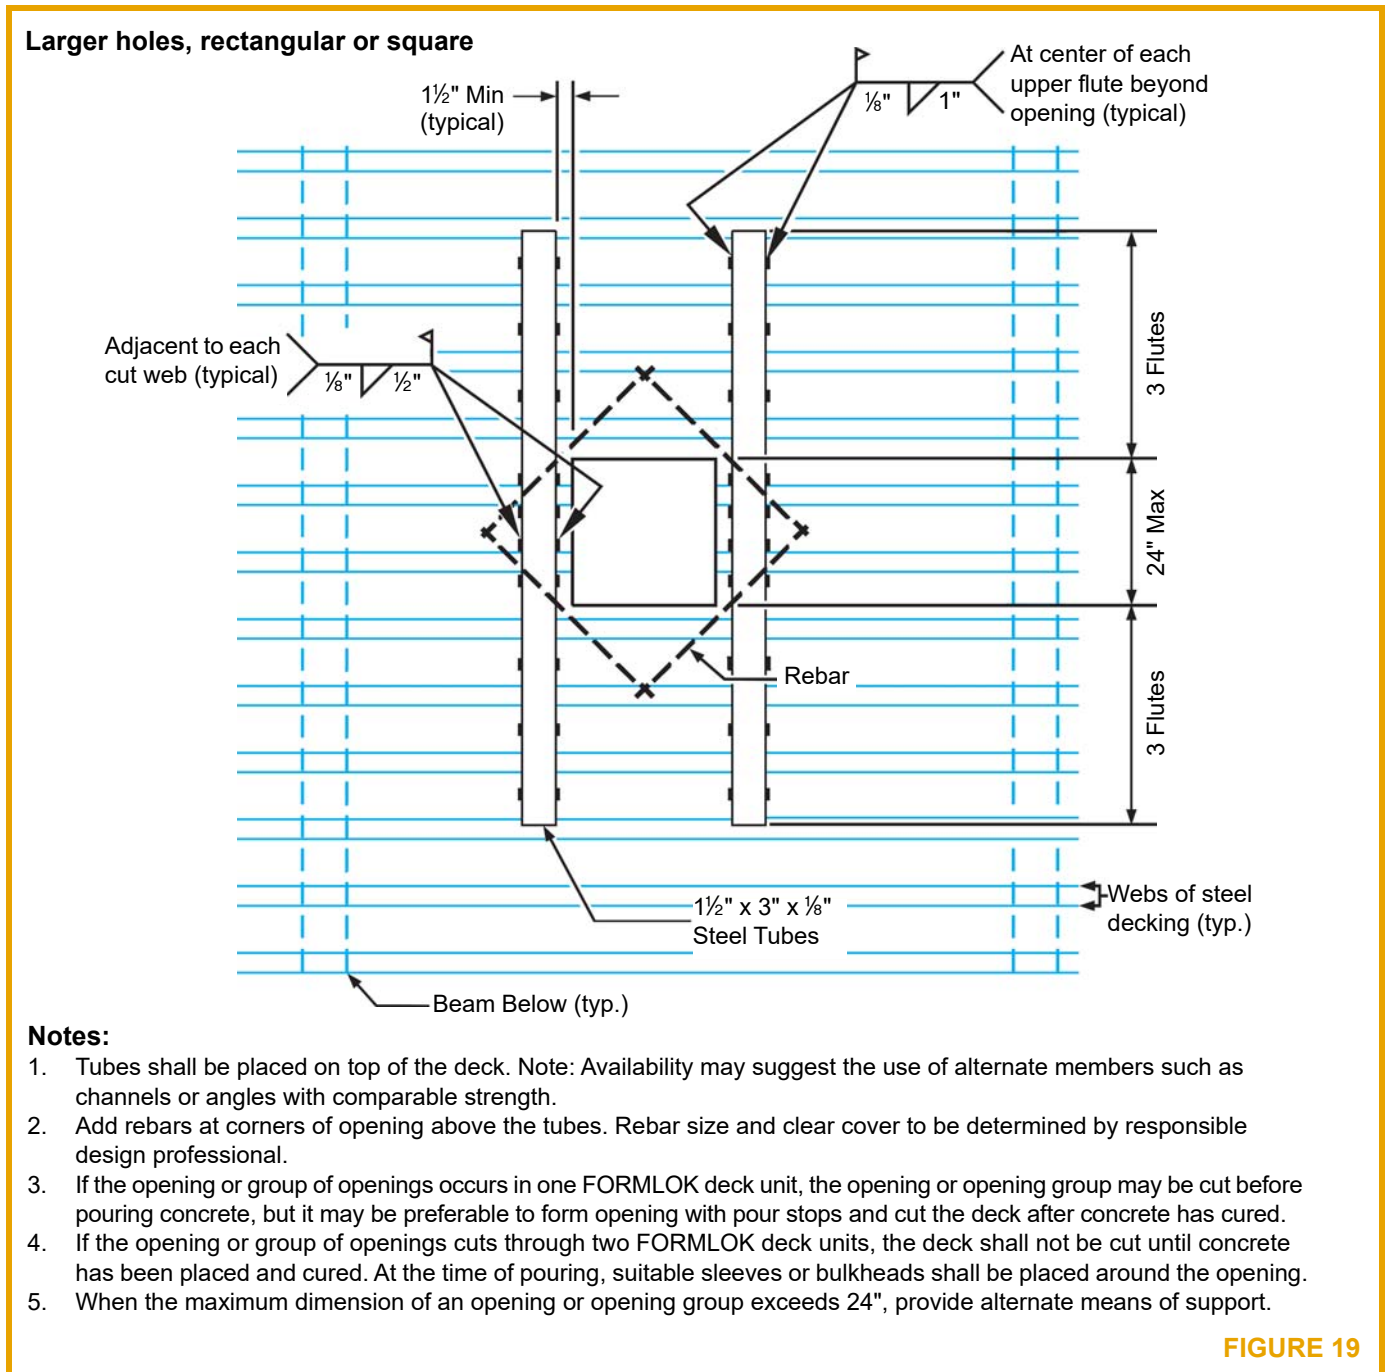 Larger holes, rectangular or square
1½" Min
(typical)
At center of each
upper flute beyond
opening (typical)
⅛" 1"
Adjacent to each
cut web (typical)
⅛" ½"
3 Flutes
24" Max
3 Flutes
Rebar
1½" x 3" x ⅛"
Steel Tubes
Webs of steel
decking (typ.)
Beam Below (typ.)
Notes:
1. Tubes shall be placed on top of the deck. Note: Availability may suggest the use of alternate members such as
channels or angles with comparable strength.
2. Add rebars at corners of opening above the tubes. Rebar size and clear cover to be determined by responsible
design professional.
3. If the opening or group of openings occurs in one FORMLOK deck unit, the opening or opening group may be cut before
pouring concrete, but it may be preferable to form opening with pour stops and cut the deck after concrete has cured.
4. If the opening or group of openings cuts through two FORMLOK deck units, the deck shall not be cut until concrete
has been placed and cured. At the time of pouring, suitable sleeves or bulkheads shall be placed around the opening.
5. When the maximum dimension of an opening or opening group exceeds 24", provide alternate means of support.
FIGURE 19